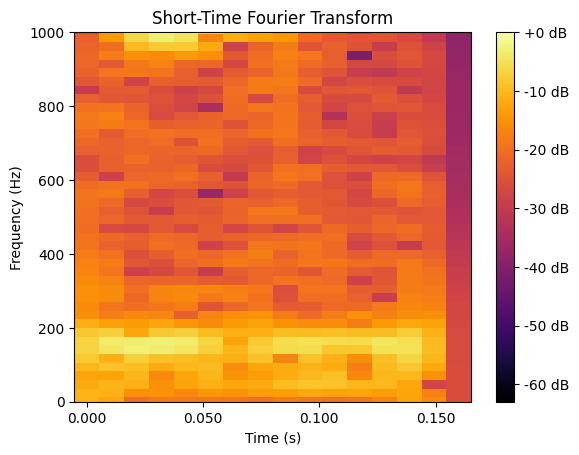 Short-Time Fourier Transform
1000
800
600
400
200
0
Frequency (Hz)
0.000
0.050
0.100
0.150
Time (s)
+0 dB
-10 dB
-20 dB
-30 dB
-40 dB
-50 dB
-60 dB